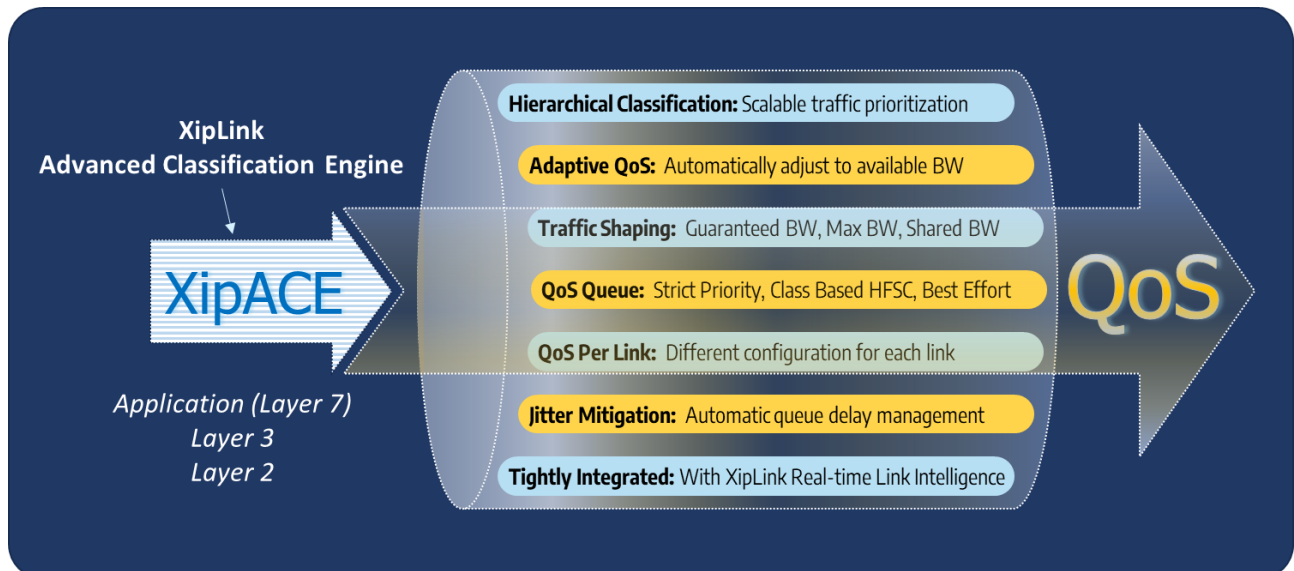 XipLink
Advanced Classification Engine
XipACE
Application (Layer 7)
Layer 3
Layer 2
Hierarchical Classification: Scalable traffic prioritization
Adaptive QoS: Automatically adjust to available BW
Traffic Shaping: Guaranteed BW, Max BW, Shared BW
QoS Queue: Strict Priority, Class Based HFSC, Best Effort
QoS Per Link: Different configuration for each link
Jitter Mitigation: Automatic queue delay management
Tightly Integrated: With XipLink Real-time Link Intelligence
QoS